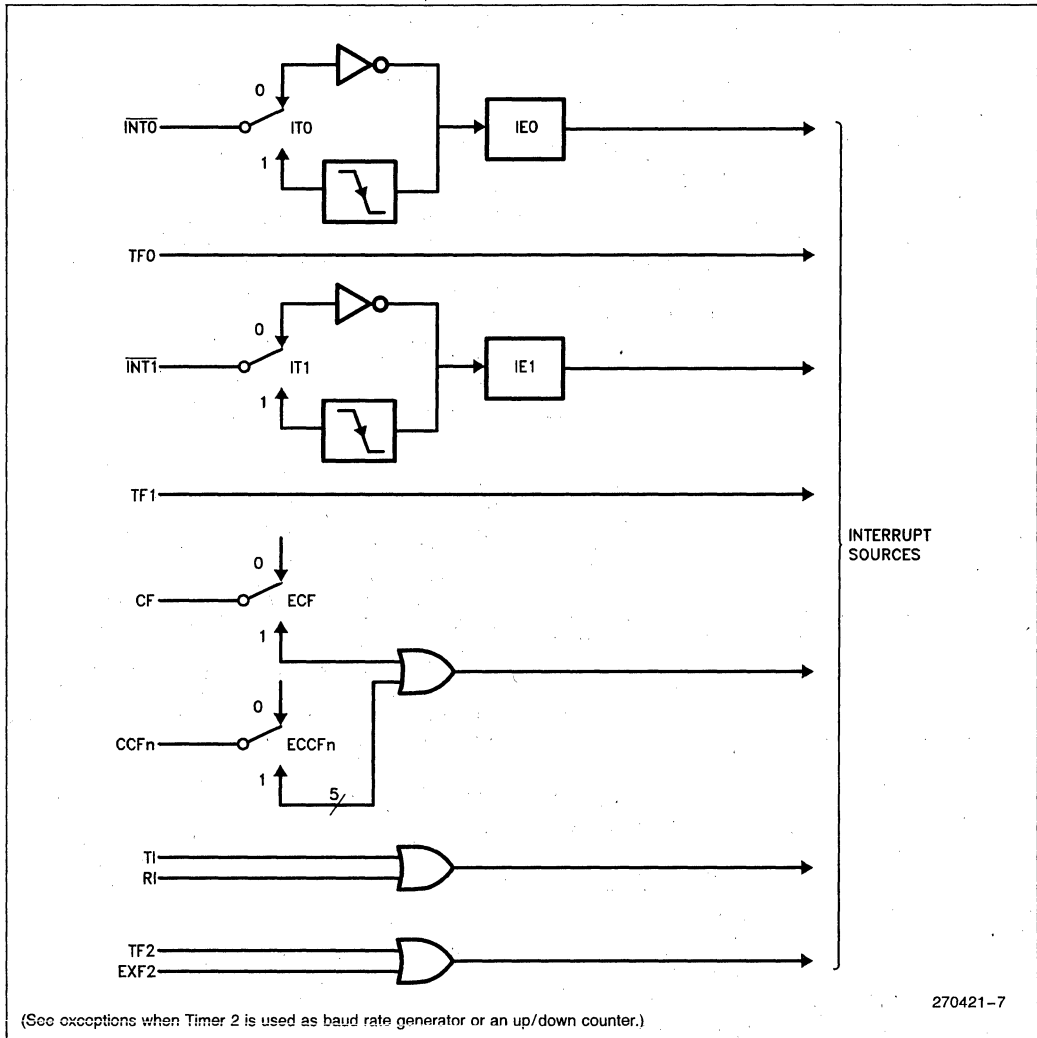 0
INT0 IT0 IE0
1
TF0
0
INT1 IT1 IE1
1
TF1
INTERRUPT
SOURCES
0
CF ECF
1
0
CCFn ECCFn
1 5
TI
RI
TF2
EXF2
270421-7
(See exceptions when Timer 2 is used as baud rate generator or an up/down counter.)